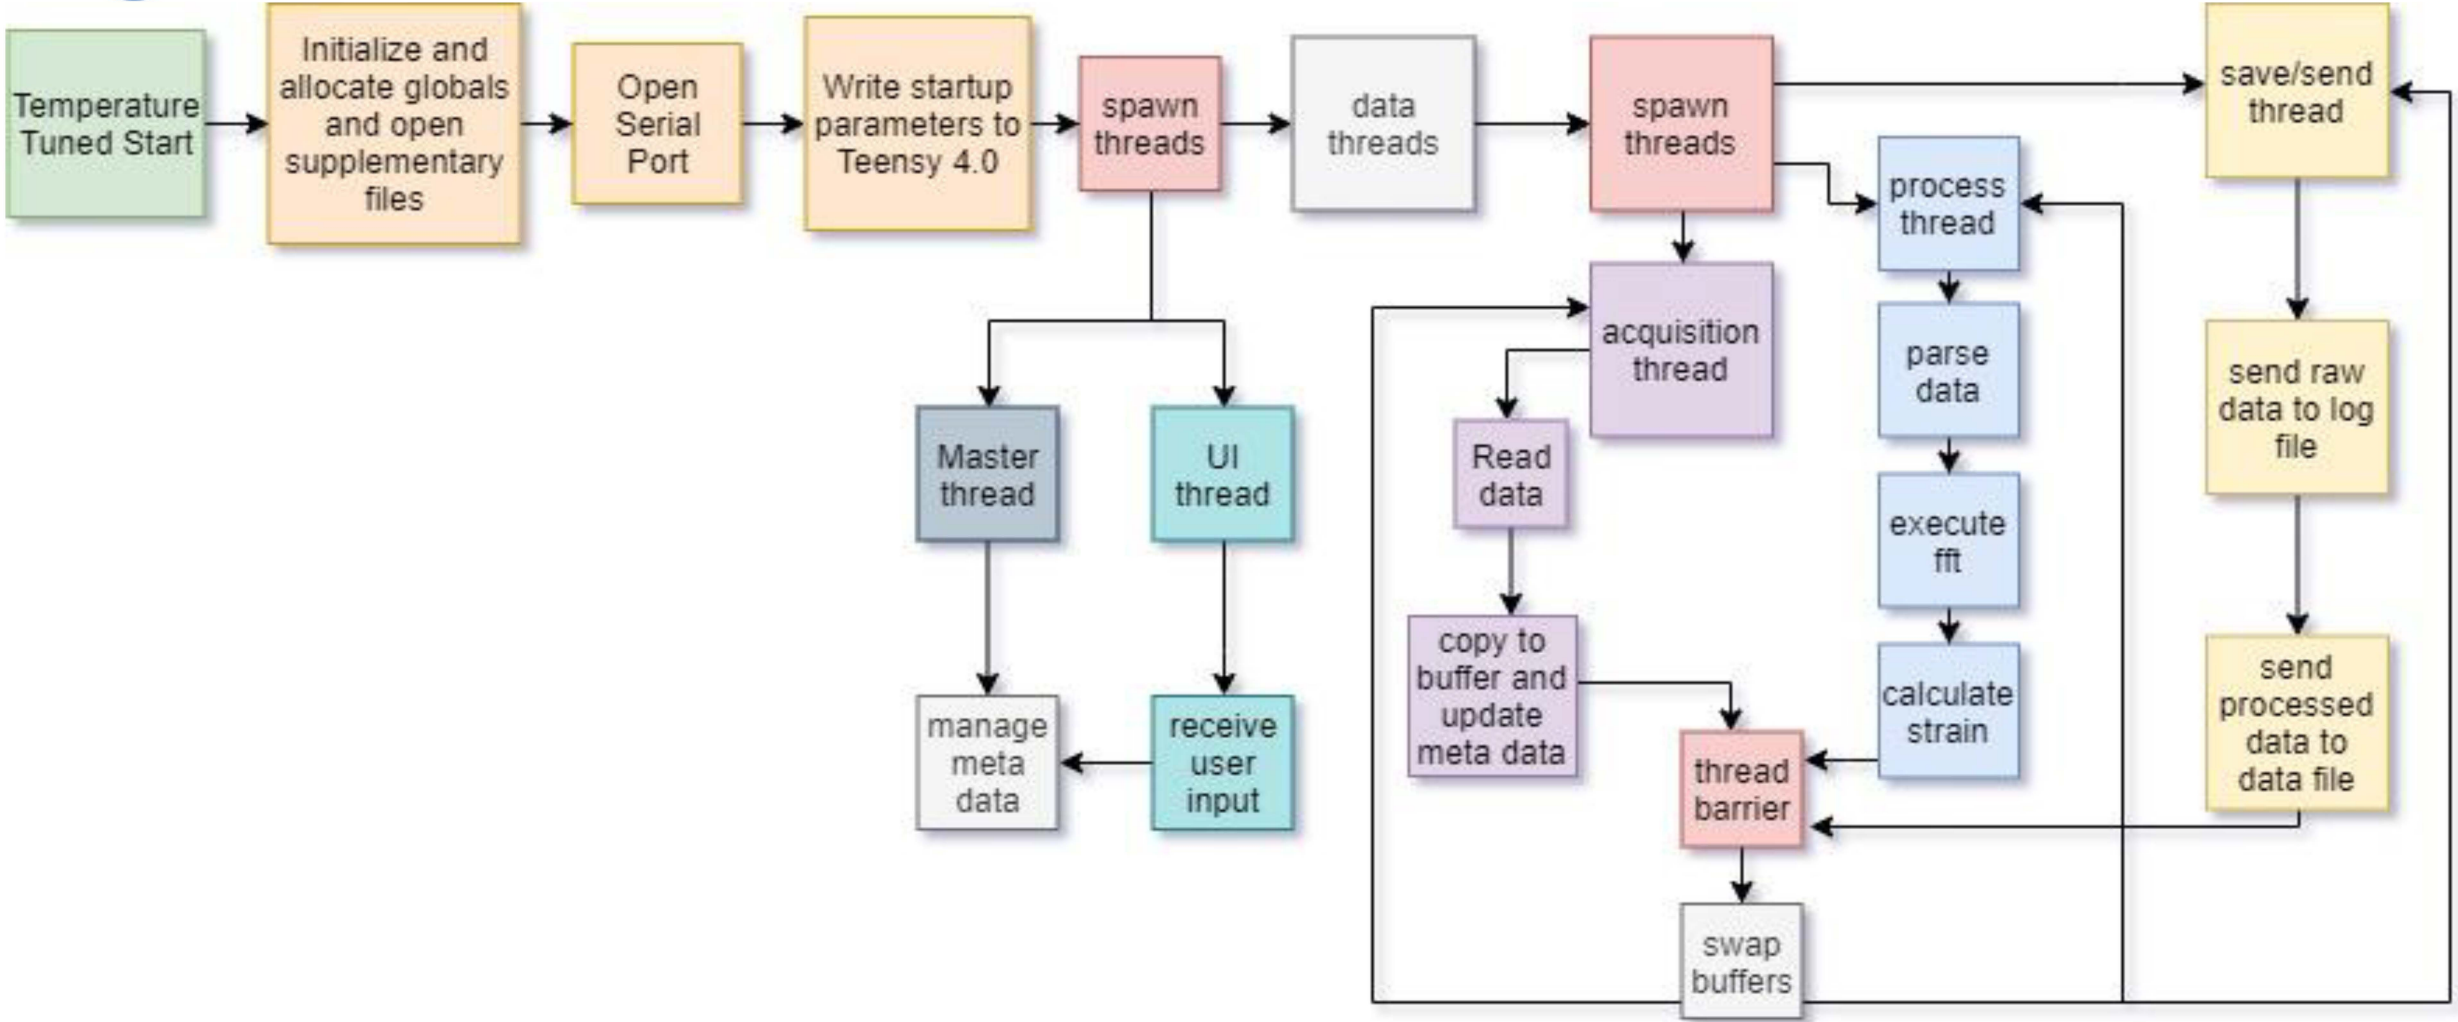 Temperature
Tuned Start
Initialize and
allocate globals
and open
supplementary
files
Open
Serial
Port
Write startup
parameters to
Teensy 4.0
spawn
threads
data
threads
spawn
threads
save/send
thread
process
thread
acquisition
thread
parse
data
send raw
data to log
file
Master
thread
UI
thread
Read
data
execute
fft
copy to
buffer and
update
meta data
calculate
strain
send
processed
data to
data file
manage
meta
data
receive
user
input
thread
barrier
swap
buffers